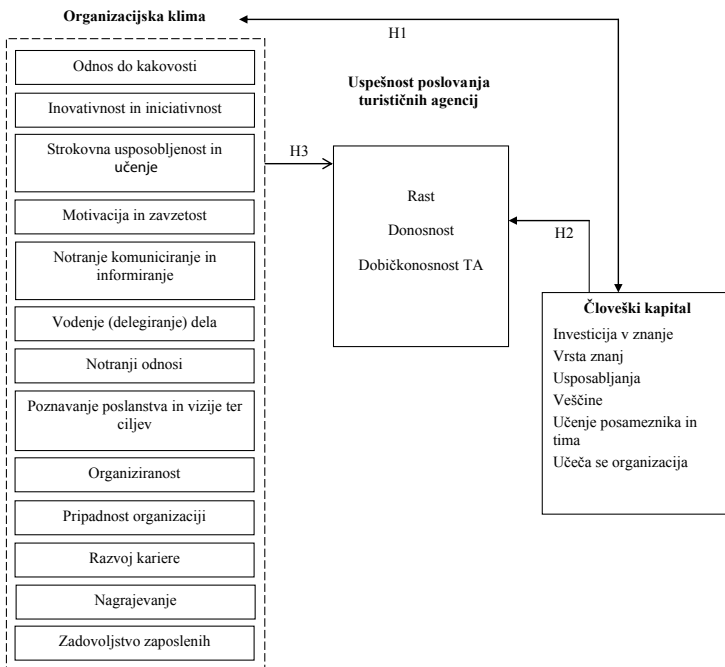 Organizacijska klima
Odnos do kakovosti
Inovativnost in iniciativnost
Strokovna usposobljenost in
učenje
Motivacija in zavzetost
Notranje komuniciranje in
informiranje
Vodenje (delegiranje) dela
Notranji odnosi
Poznavanje poslanstva in vizije ter
ciljev
Organiziranost
Pripadnost organizaciji
Razvoj kariere
Nagrajevanje
Zadovoljstvo zaposlenih
H1
H3
Uspešnost poslovanja
turističnih agencij
Rast
Donosnost
Dobičkonosnost TA
H2
Človeški kapital
Investicija v znanje
Vrsta znanj
Usposabljanja
Veščine
Učenje posameznika in
tima
Učeča se organizacija